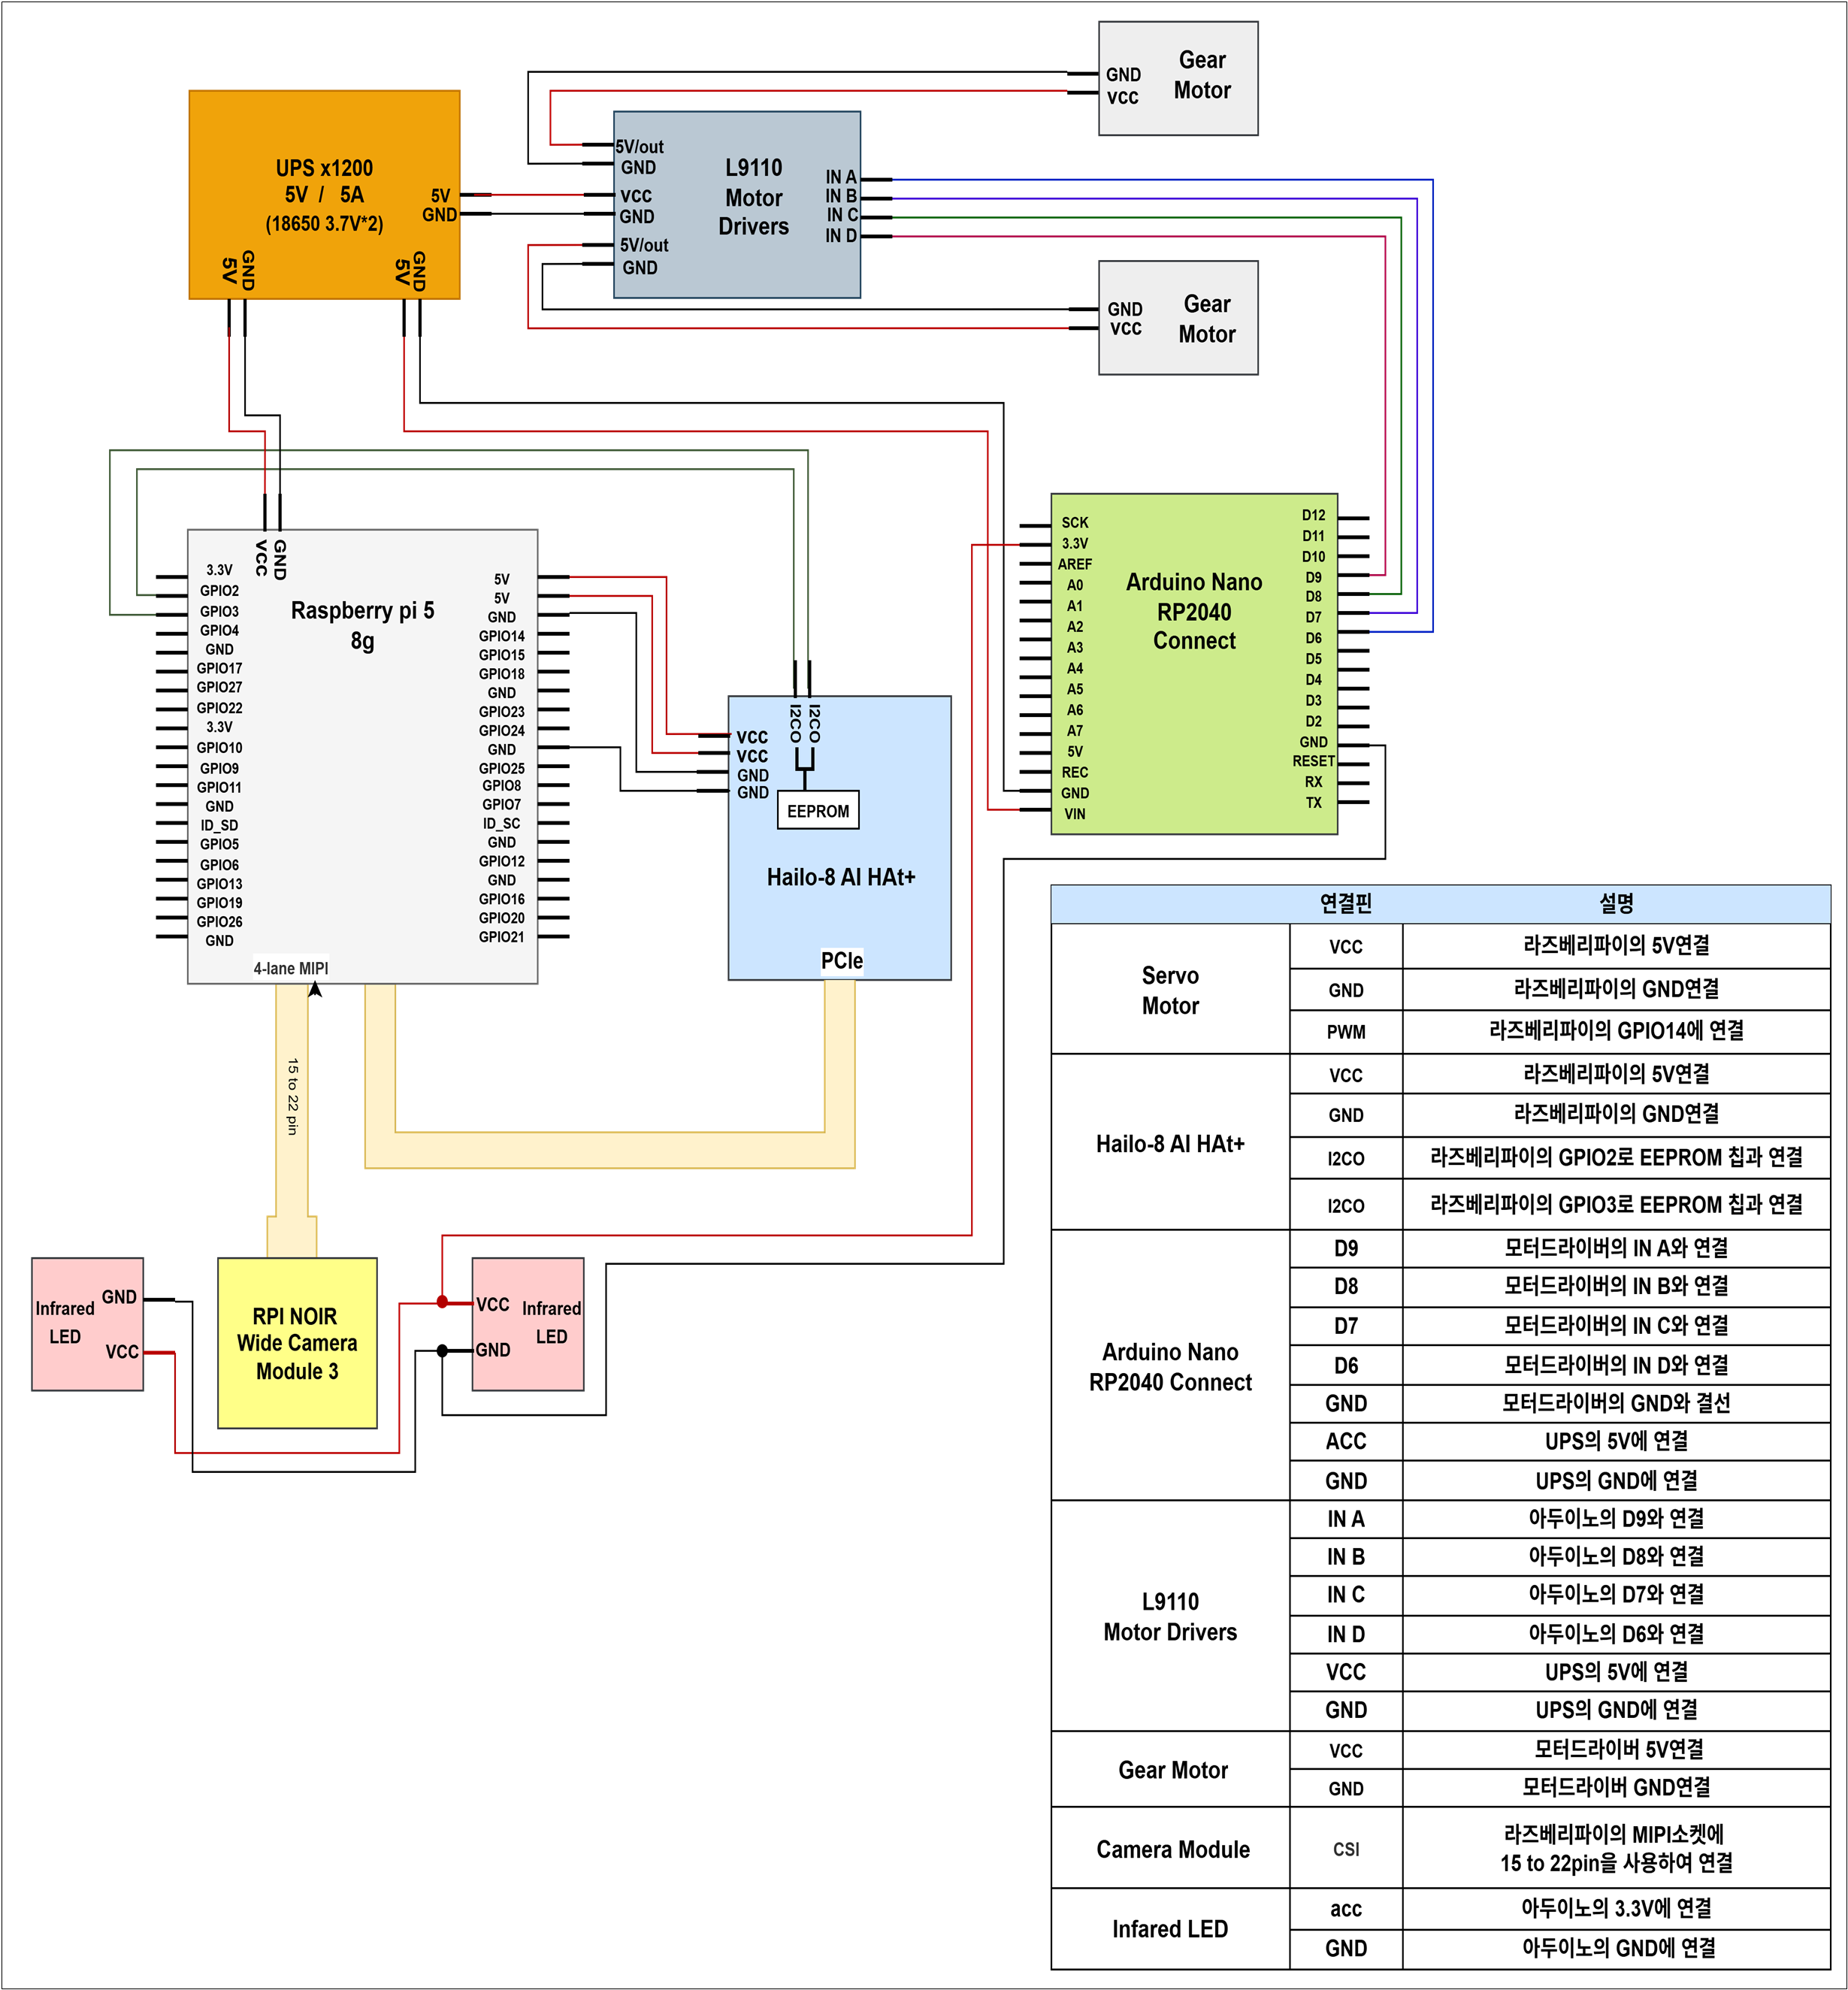 Gear
Motor
GND
VCC
UPS x1200
5V / 5A
(18650 3.7V*2)
5V
GND
5V
GND
5V
GND
5V/out
GND
VCC
GND
5V/out
GND
L9110
Motor
Drivers
IN A
IN B
IN C
IN D
GND
VCC
Gear
Motor
VCC
GND
Raspberry pi 5
8g
3.3V
GPIO2
GPIO3
GPIO4
GND
GPIO17
GPIO27
GPIO22
3.3V
GPIO10
GPIO9
GPIO11
GND
ID_SD
GPIO5
GPIO6
GPIO13
GPIO19
GPIO26
GND
5V
5V
GND
GPIO14
GPIO15
GPIO18
GND
GPIO23
GPIO24
GND
GPIO25
GPIO8
GPIO7
ID_SC
GND
GPIO12
GND
GPIO16
GPIO20
GPIO21
4-lane MIPI
15 to 22 pin
I2CO
I2CO
VCC
VCC
GND
GND
EEPROM
Hailo-8 AI HAt+
PCIe
Arduino Nano
RP2040
Connect
SCK
3.3V
AREF
A0
A1
A2
A3
A4
A5
A6
A7
5V
REC
GND
VIN
D12
D11
D10
D9
D8
D7
D6
D5
D4
D3
D2
GND
RESET
RX
TX
Infrared
LED
GND
VCC
RPI NOIR
Wide Camera
Module 3
VCC
GND
Infrared
LED
연결핀 설명
Servo
Motor
VCC 라즈베리파이의 5V연결
GND 라즈베리파이의 GND연결
PWM 라즈베리파이의 GPIO14에 연결
Hailo-8 AI HAt+
VCC 라즈베리파이의 5V연결
GND 라즈베리파이의 GND연결
I2CO 라즈베리파이의 GPIO2로 EEPROM 칩과 연결
I2CO 라즈베리파이의 GPIO3로 EEPROM 칩과 연결
Arduino Nano
RP2040 Connect
D9 모터드라이버의 IN A와 연결
D8 모터드라이버의 IN B와 연결
D7 모터드라이버의 IN C와 연결
D6 모터드라이버의 IN D와 연결
GND 모터드라이버의 GND와 결선
ACC UPS의 5V에 연결
GND UPS의 GND에 연결
L9110
Motor Drivers
IN A 아두이노의 D9와 연결
IN B 아두이노의 D8와 연결
IN C 아두이노의 D7와 연결
IN D 아두이노의 D6와 연결
VCC UPS의 5V에 연결
GND UPS의 GND에 연결
Gear Motor
VCC 모터드라이버 5V연결
GND 모터드라이버 GND연결
Camera Module
CSI
라즈베리파이의 MIPI소켓에
15 to 22pin을 사용하여 연결
Infared LED
acc 아두이노의 3.3V에 연결
GND 아두이노의 GND에 연결